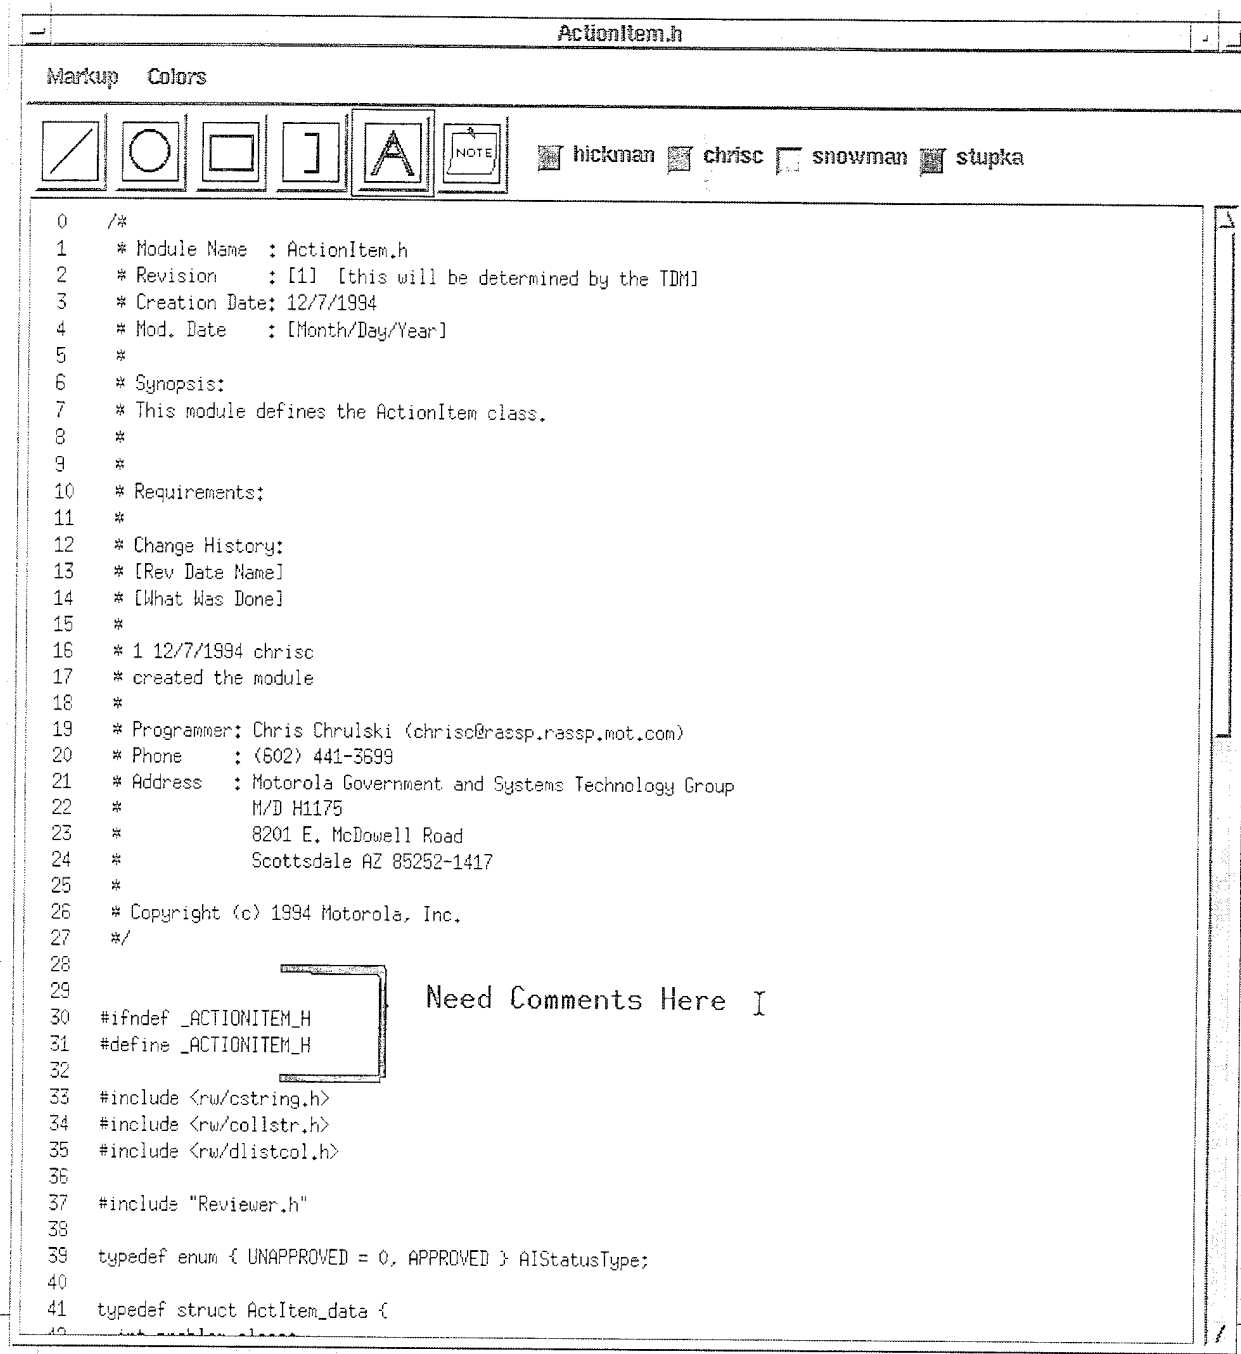 ActionItem.h
Markup Colors
A NOTE hickman chrisc snowman stupka
0 /*
1 * Module Name : ActionItem.h
2 * Revision : [1] [this will be determined by the TDM]
3 * Creation Date: 12/7/1994
4 * Mod. Date : [Month/Day/Year]
5 *
6 * Synopsis:
7 * This module defines the ActionItem class.
8 *
9 *
10 * Requirements:
11 *
12 * Change History:
13 * [Rev Date Name]
14 * [What Was Done]
15 *
16 * 1 12/7/1994 chrisc
17 * created the module
18 *
19 * Programmer: Chris Chrulski (chrisc@rassp.rassp.mot.com)
20 * Phone : (602) 441-3699
21 * Address : Motorola Government and Systems Technology Group
22 * M/D H1175
23 * 8201 E. McDowell Road
24 * Scottsdale AZ 85252-1417
25 *
26 * Copyright (c) 1994 Motorola, Inc.
27 */
28
29
Need Comments Here
30 #ifndef _ACTIONITEM_H
31 #define _ACTIONITEM_H
32
33 #include <rw/cstring.h>
34 #include <rw/collstr.h>
35 #include <rw/dlistcol.h>
36
37 #include "Reviewer.h"
38
39 typedef enum { UNAPPROVED = 0, APPROVED } AIStatusType;
40
41 typedef struct ActItem_data {